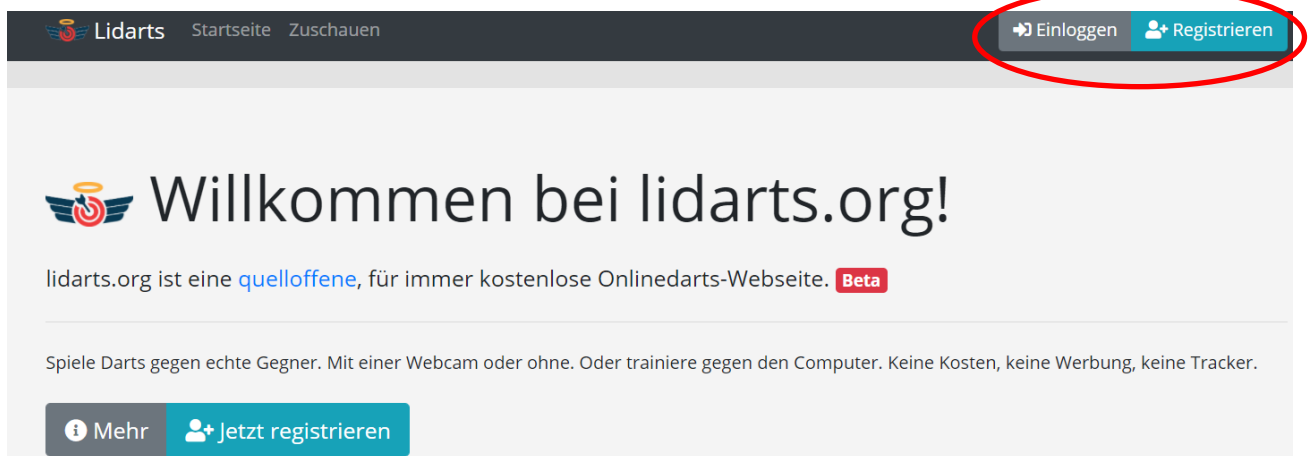 Lidarts Startseite Zuschauen Einloggen Registrieren
Willkommen bei lidarts.org!
lidarts.org ist eine quelloffene, für immer kostenlose Onlinedarts-Webseite. Beta
Spiele Darts gegen echte Gegner. Mit einer Webcam oder ohne. Oder trainiere gegen den Computer. Keine Kosten, keine Werbung, keine Tracker.
Mehr Jetzt registrieren